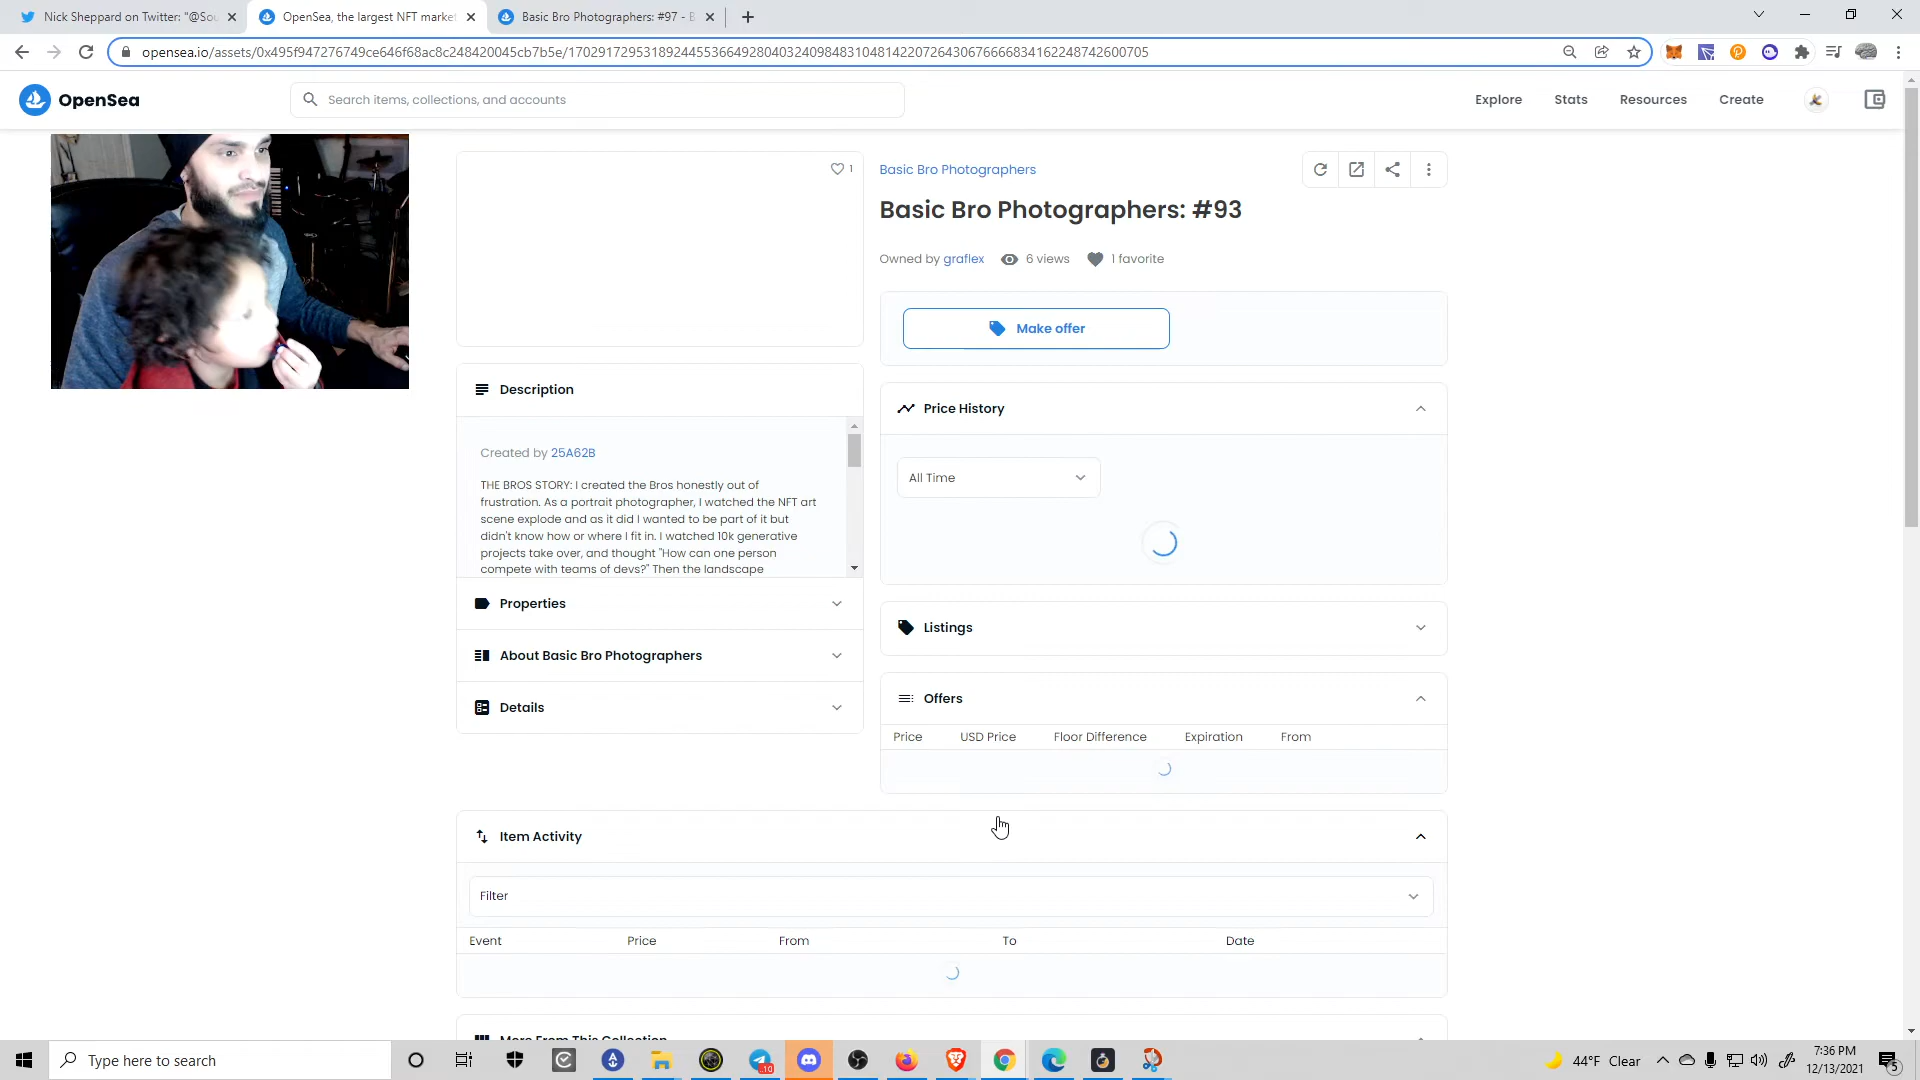 Nick Sheppard on Twitter: "@Sou
OpenSea, the largest NFT market
Basic Bro Photographers: #97 - B
opensea.io/assets/0x495f947276749ce646f68ac8c248420045cb7b5e/17029172953189244553664928040324098483104814220726430676666834162248742600705
OpenSea
Search items, collections, and accounts
Explore
Stats
Resources
Create
1
Basic Bro Photographers
Basic Bro Photographers: #93
Owned by graflex
6 views
1 favorite
Make offer
Description
Price History
Created by 25A62B
All Time
THE BROS STORY: I created the Bros honestly out of
frustration. As a portrait photographer, I watched the NFT art
scene explode and as it did I wanted to be part of it but
didn't know how or where I fit in. I watched 10k generative
projects take over, and thought "How can one person
compete with teams of devs?" Then the landscape
Properties
Listings
About Basic Bro Photographers
Offers
Details
Price
USD Price
Floor Difference
Expiration
From
Item Activity
Filter
Event
Price
From
To
Date
More From This Collection
Type here to search
10
44°F Clear
7:36 PM
12/13/2021
5